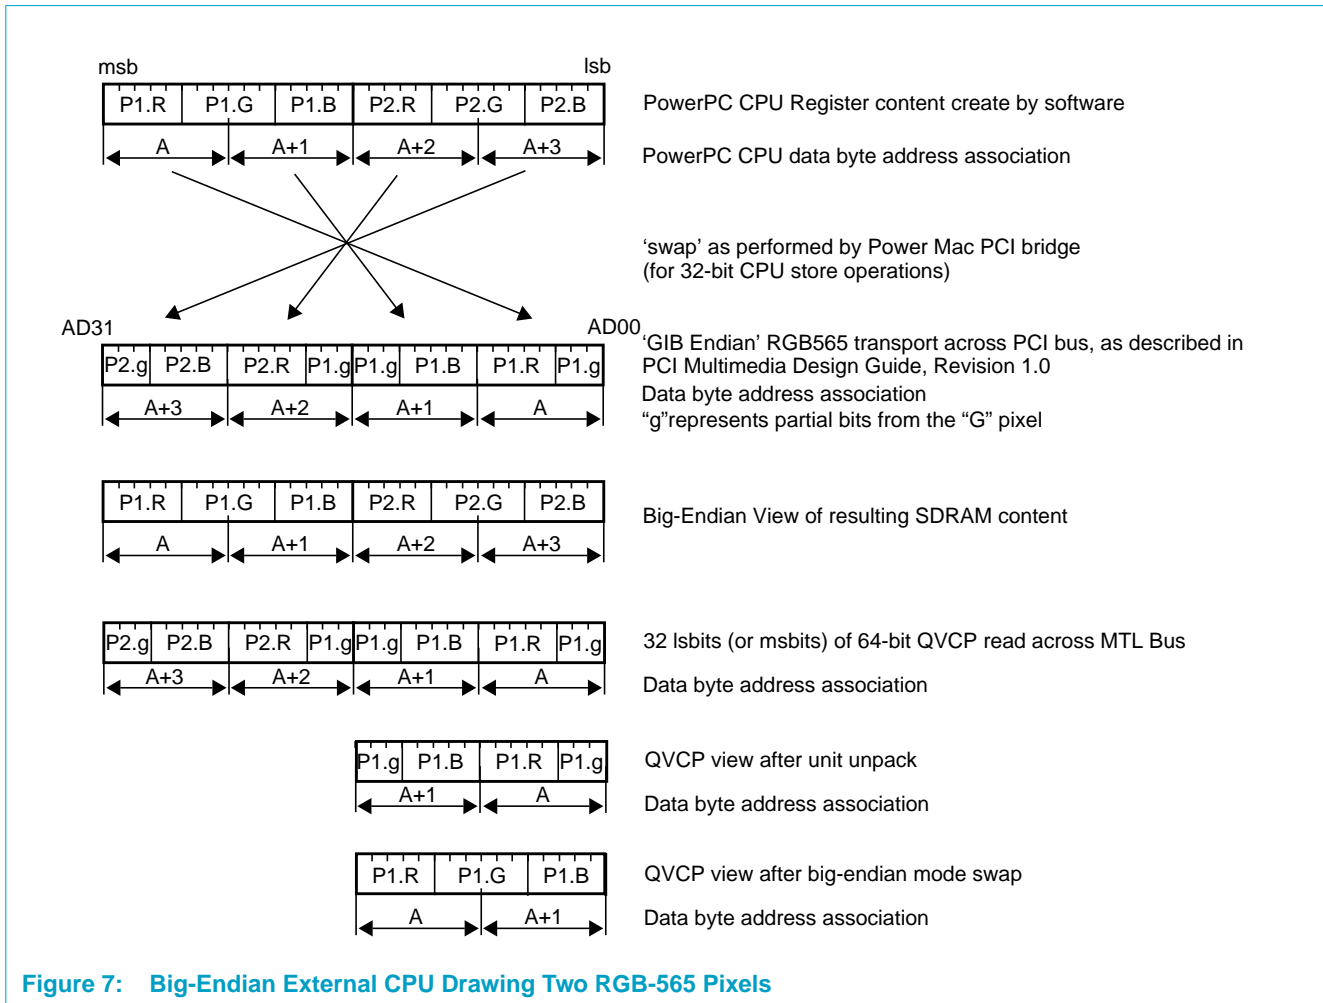 msb lsb
P1.R P1.G P1.B P2.R P2.G P2.B PowerPC CPU Register content create by software
A A+1 A+2 A+3 PowerPC CPU data byte address association
‘swap’ as performed by Power Mac PCI bridge
(for 32-bit CPU store operations)
AD31 AD00
‘GIB Endian’ RGB565 transport across PCI bus, as described in
P2.g P2.B P2.R P1.g P1.g P1.B P1.R P1.g PCI Multimedia Design Guide, Revision 1.0
A+3 A+2 A+1 A Data byte address association
“g”represents partial bits from the “G” pixel
P1.R P1.G P1.B P2.R P2.G P2.B
A A+1 A+2 A+3 Big-Endian View of resulting SDRAM content
P2.g P2.B P2.R P1.g P1.g P1.B P1.R P1.g 32 lsbits (or msbits) of 64-bit QVCP read across MTL Bus
A+3 A+2 A+1 A Data byte address association
P1.g P1.B P1.R P1.g QVCP view after unit unpack
A+1 A Data byte address association
P1.R P1.G P1.B QVCP view after big-endian mode swap
A A+1 Data byte address association
Figure 7: Big-Endian External CPU Drawing Two RGB-565 Pixels